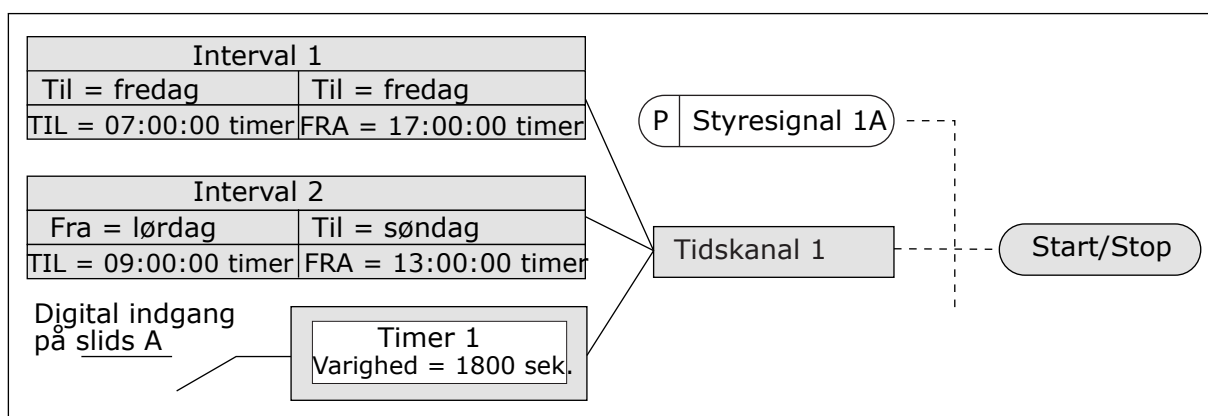 Interval 1
Til = fredag Til = fredag
TIL = 07:00:00 timer FRA = 17:00:00 timer
P Styresignal 1A
Interval 2
Fra = lørdag Til = søndag
TIL = 09:00:00 timer FRA = 13:00:00 timer
Tidskanal 1
Start/Stop
Digital indgang
på slids A
Timer 1
Varighed = 1800 sek.